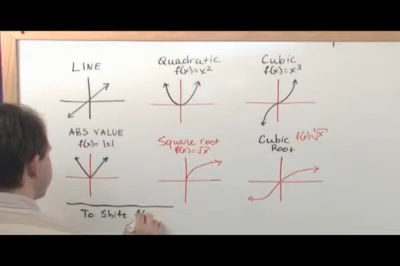 LINE
Quadratic
f(x)=x²
Cubic
f(x)=x³
ABS VALUE
f(x)=|x|
Square root
f(x)=√x
Cubic f(x)=∛x
Root
To Shift f(